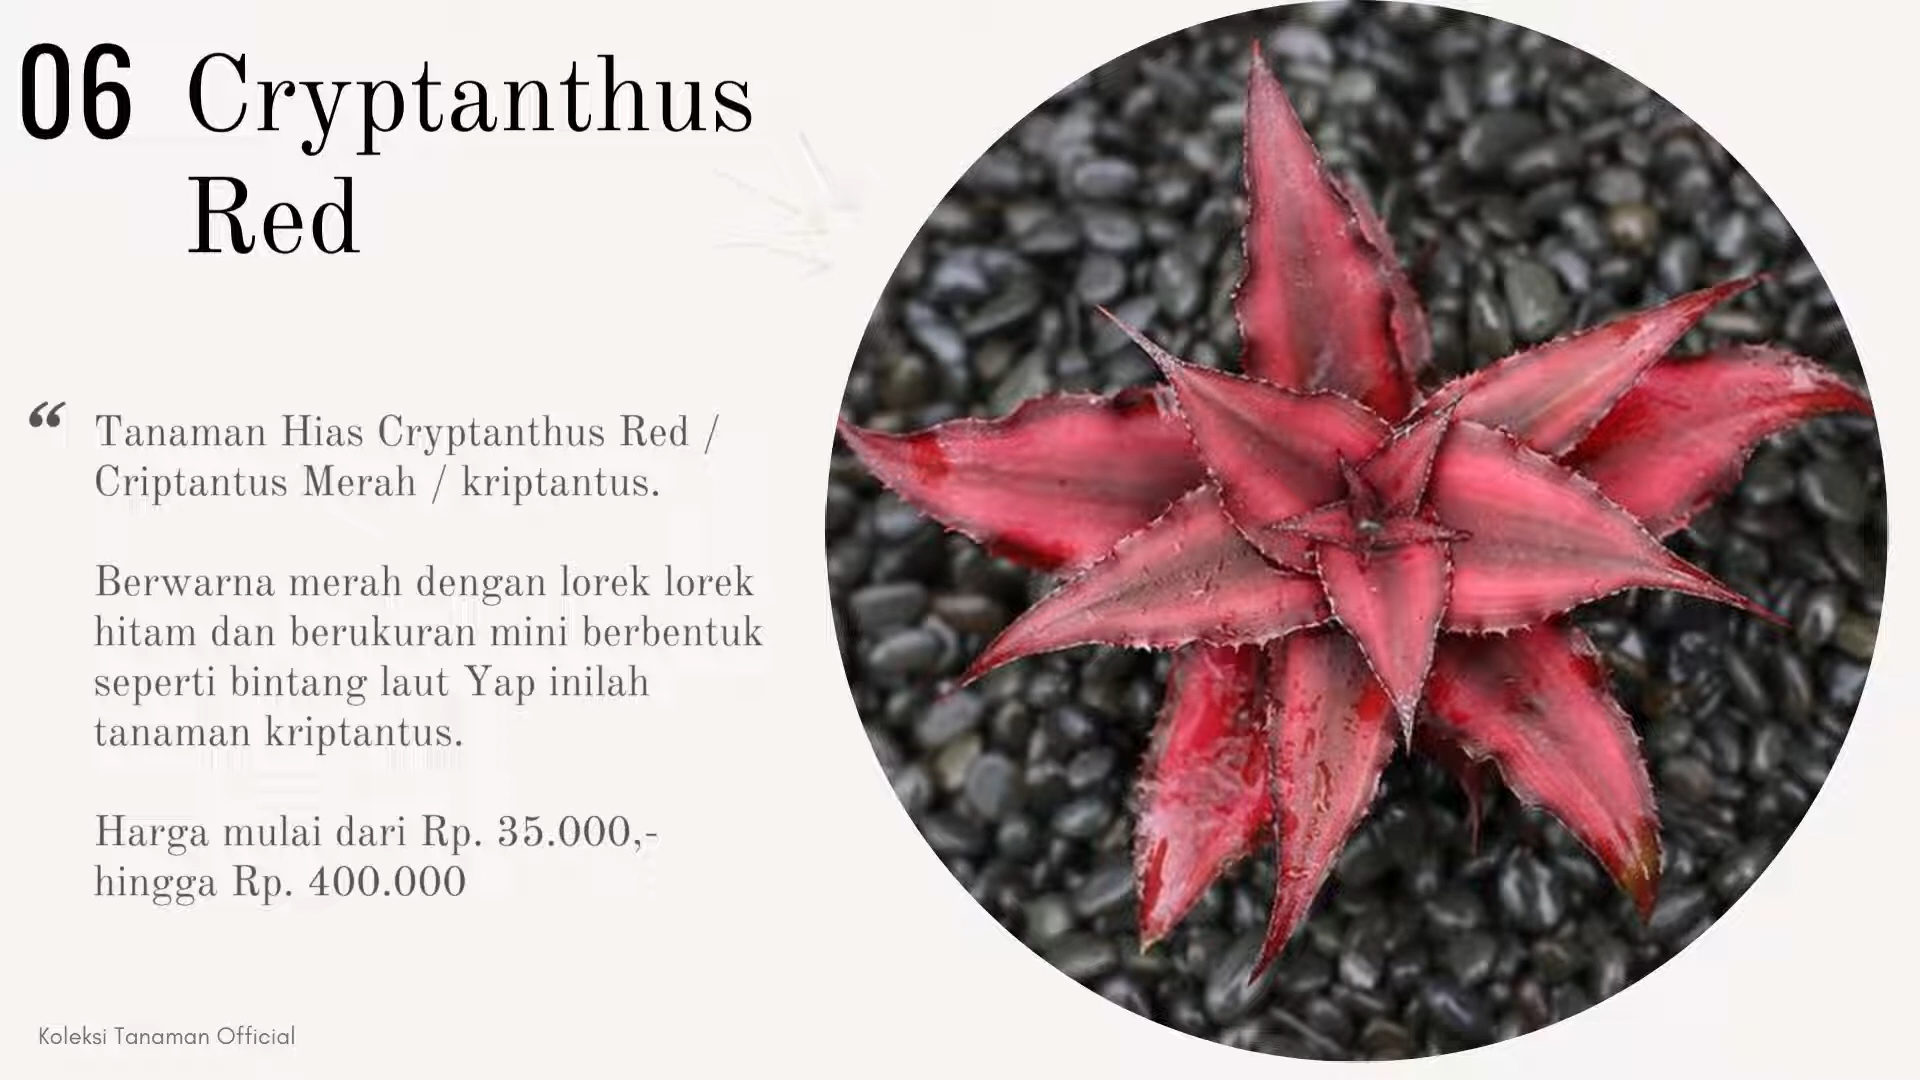 06 Cryptanthus
Red
“ Tanaman Hias Cryptanthus Red /
Criptantus Merah / kriptantus.
Berwarna merah dengan lorek lorek
hitam dan berukuran mini berbentuk
seperti bintang laut Yap inilah
tanaman kriptantus.
Harga mulai dari Rp. 35.000,-
hingga Rp. 400.000
Koleksi Tanaman Official